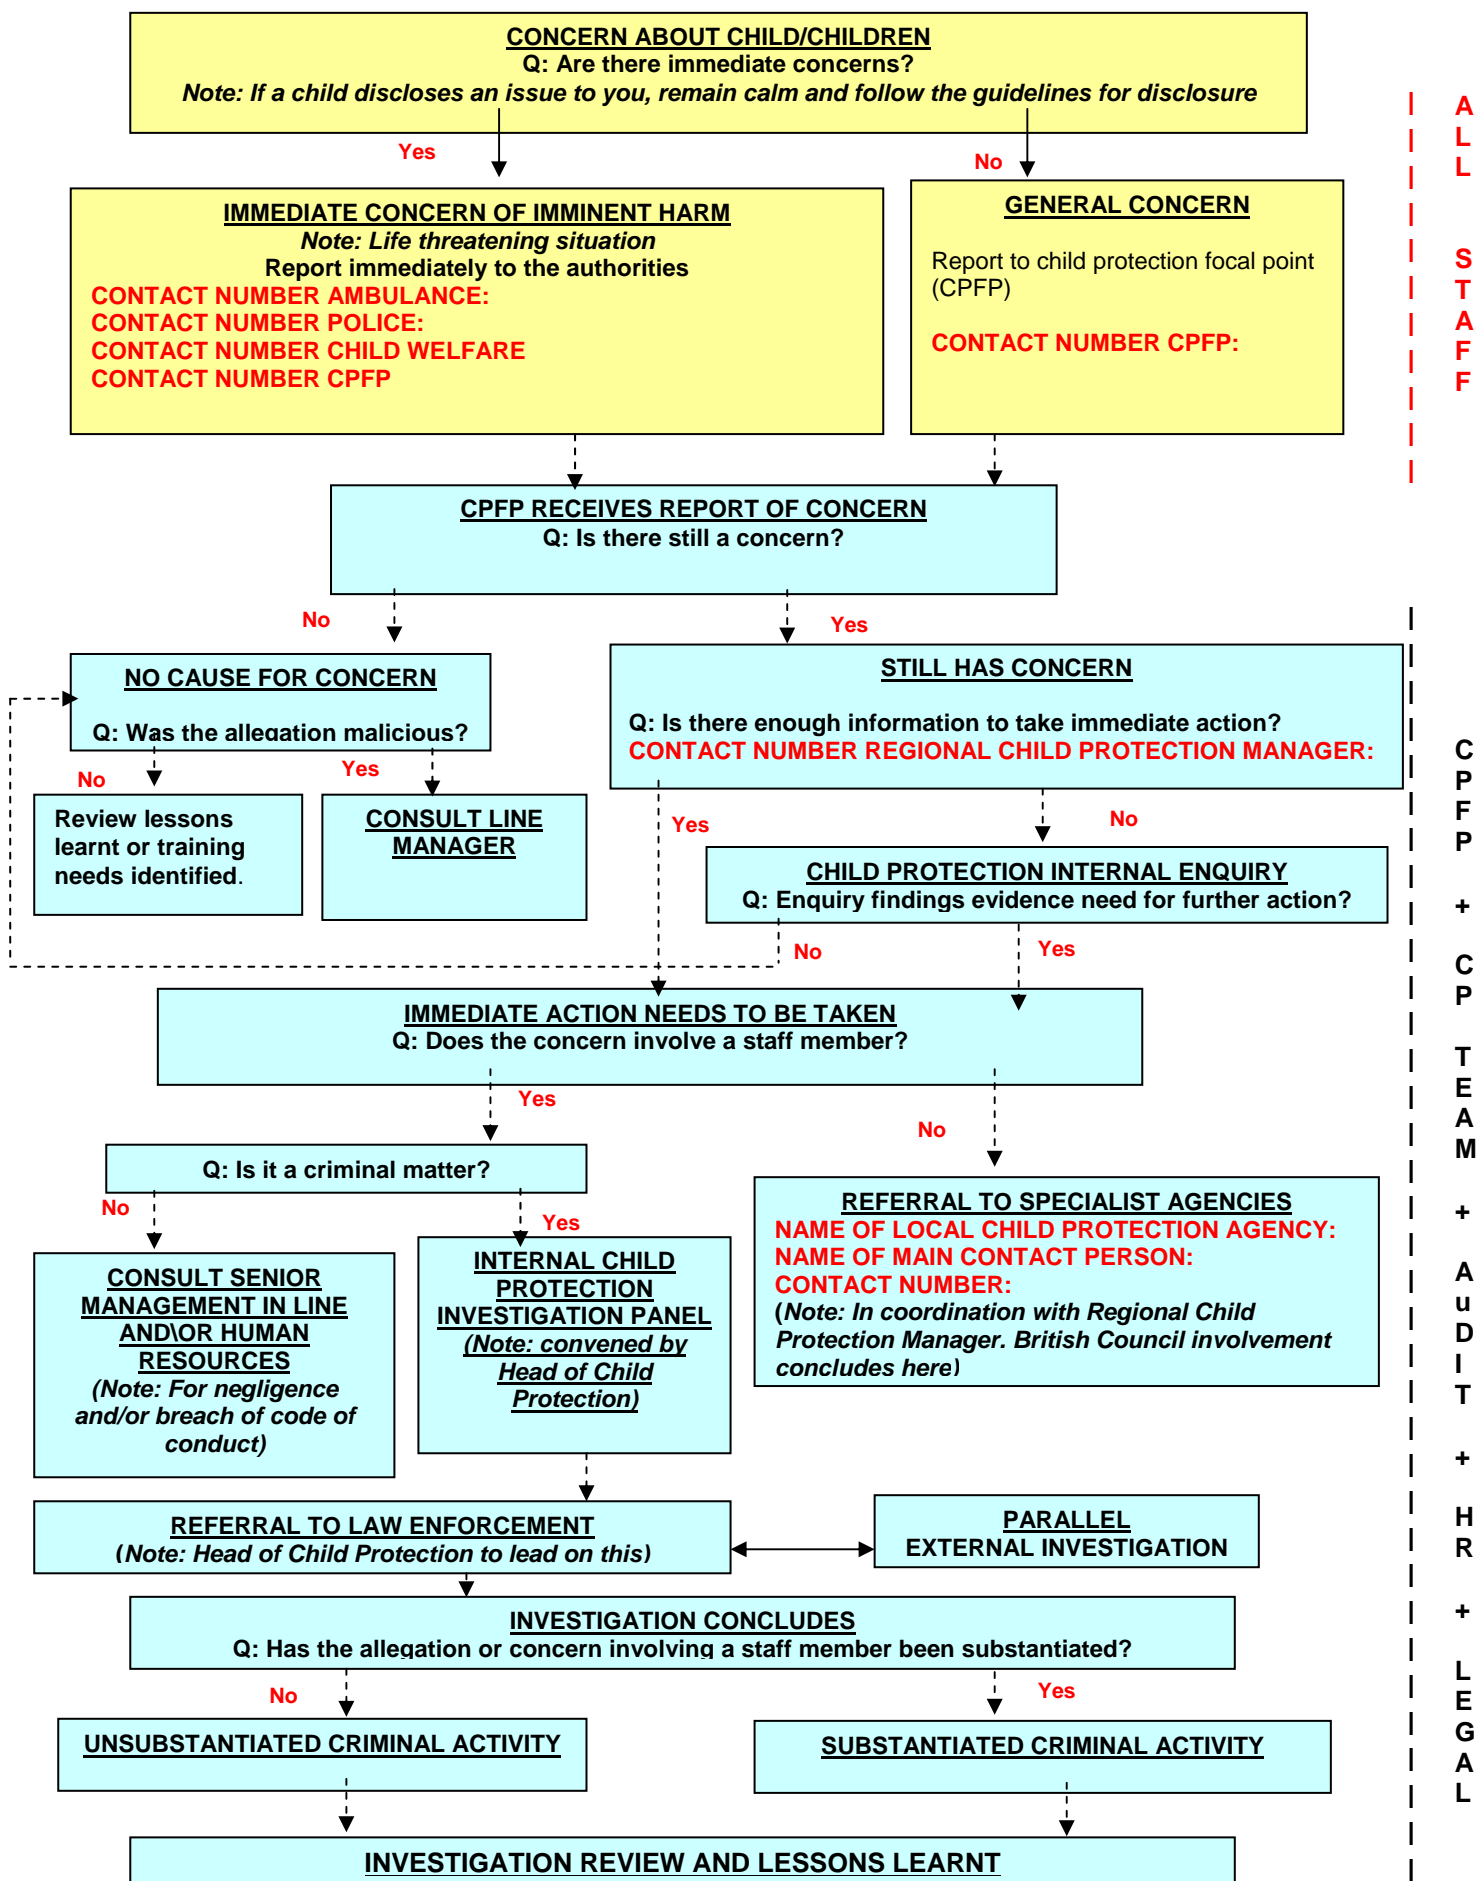 CONCERN ABOUT CHILD/CHILDREN
Q: Are there immediate concerns?
Note: If a child discloses an issue to you, remain calm and follow the guidelines for disclosure
Yes
No
IMMEDIATE CONCERN OF IMMINENT HARM
Note: Life threatening situation
Report immediately to the authorities
CONTACT NUMBER AMBULANCE:
CONTACT NUMBER POLICE:
CONTACT NUMBER CHILD WELFARE
CONTACT NUMBER CPFP
GENERAL CONCERN
Report to child protection focal point
(CPFP)
CONTACT NUMBER CPFP:
ALL STAFF
CPFP RECEIVES REPORT OF CONCERN
Q: Is there still a concern?
No
Yes
NO CAUSE FOR CONCERN
Q: Was the allegation malicious?
STILL HAS CONCERN
Q: Is there enough information to take immediate action?
CONTACT NUMBER REGIONAL CHILD PROTECTION MANAGER:
No
Yes
Review lessons
learnt or training
needs identified.
CONSULT LINE
MANAGER
Yes
No
CHILD PROTECTION INTERNAL ENQUIRY
Q: Enquiry findings evidence need for further action?
No
Yes
IMMEDIATE ACTION NEEDS TO BE TAKEN
Q: Does the concern involve a staff member?
Yes
No
Q: Is it a criminal matter?
No
Yes
CONSULT SENIOR
MANAGEMENT IN LINE
AND\OR HUMAN
RESOURCES
(Note: For negligence
and/or breach of code of
conduct)
INTERNAL CHILD
PROTECTION
INVESTIGATION PANEL
(Note: convened by
Head of Child
Protection)
REFERRAL TO SPECIALIST AGENCIES
NAME OF LOCAL CHILD PROTECTION AGENCY:
NAME OF MAIN CONTACT PERSON:
CONTACT NUMBER:
(Note: In coordination with Regional Child
Protection Manager. British Council involvement
concludes here)
REFERRAL TO LAW ENFORCEMENT
(Note: Head of Child Protection to lead on this)
PARALLEL
EXTERNAL INVESTIGATION
INVESTIGATION CONCLUDES
Q: Has the allegation or concern involving a staff member been substantiated?
No
Yes
UNSUBSTANTIATED CRIMINAL ACTIVITY
SUBSTANTIATED CRIMINAL ACTIVITY
INVESTIGATION REVIEW AND LESSONS LEARNT
CPFP + CP TEAM + AuDIT + HR + LEGAL